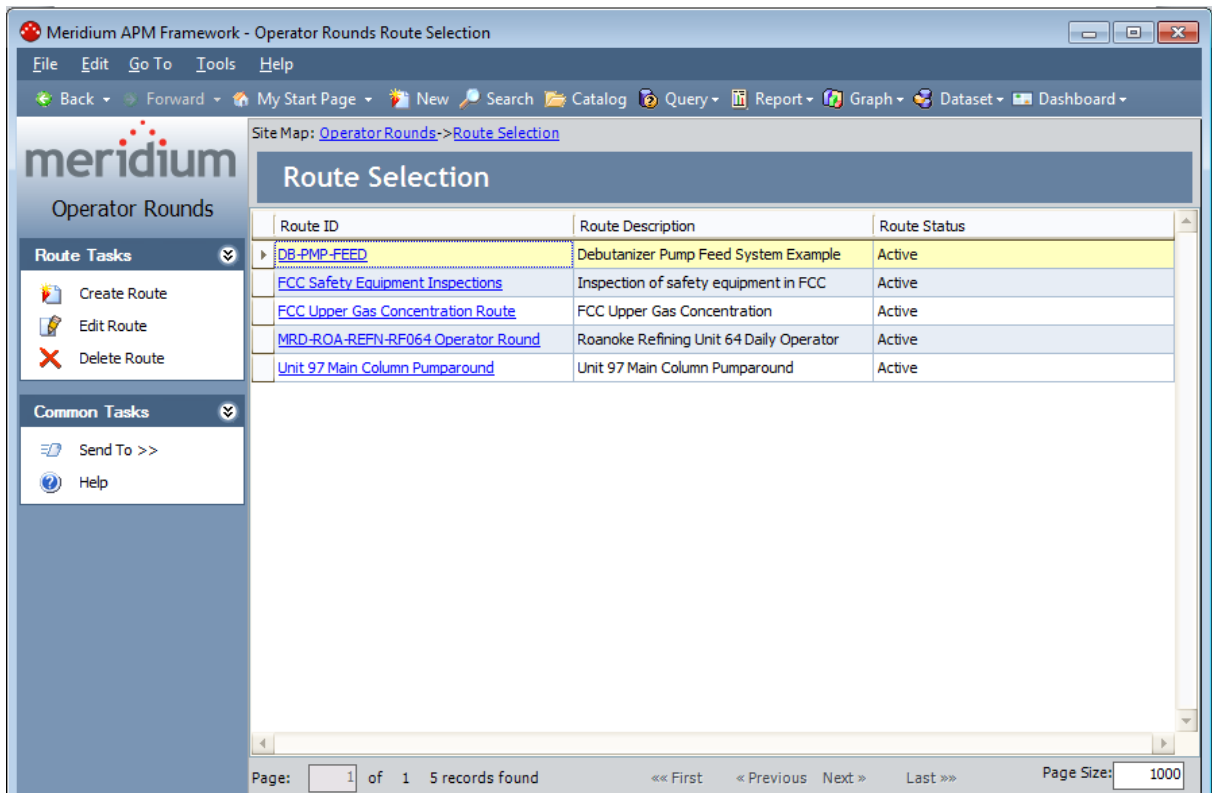 Meridium APM Framework - Operator Rounds Route Selection
File Edit Go To Tools Help
Back Forward My Start Page New Search Catalog Query Report Graph Dataset Dashboard
meridium
Operator Rounds
Route Tasks
Create Route
Edit Route
Delete Route
Common Tasks
Send To >>
Help
Site Map: Operator Rounds->Route Selection
Route Selection
Route ID Route Description Route Status
DB-PMP-FEED Debutanizer Pump Feed System Example Active
FCC Safety Equipment Inspections Inspection of safety equipment in FCC Active
FCC Upper Gas Concentration Route FCC Upper Gas Concentration Active
MRD-ROA-REFN-RF064 Operator Round Roanoke Refining Unit 64 Daily Operator Active
Unit 97 Main Column Pumparound Unit 97 Main Column Pumparound Active
Page: 1 of 1 5 records found «« First « Previous Next » Last »» Page Size: 1000